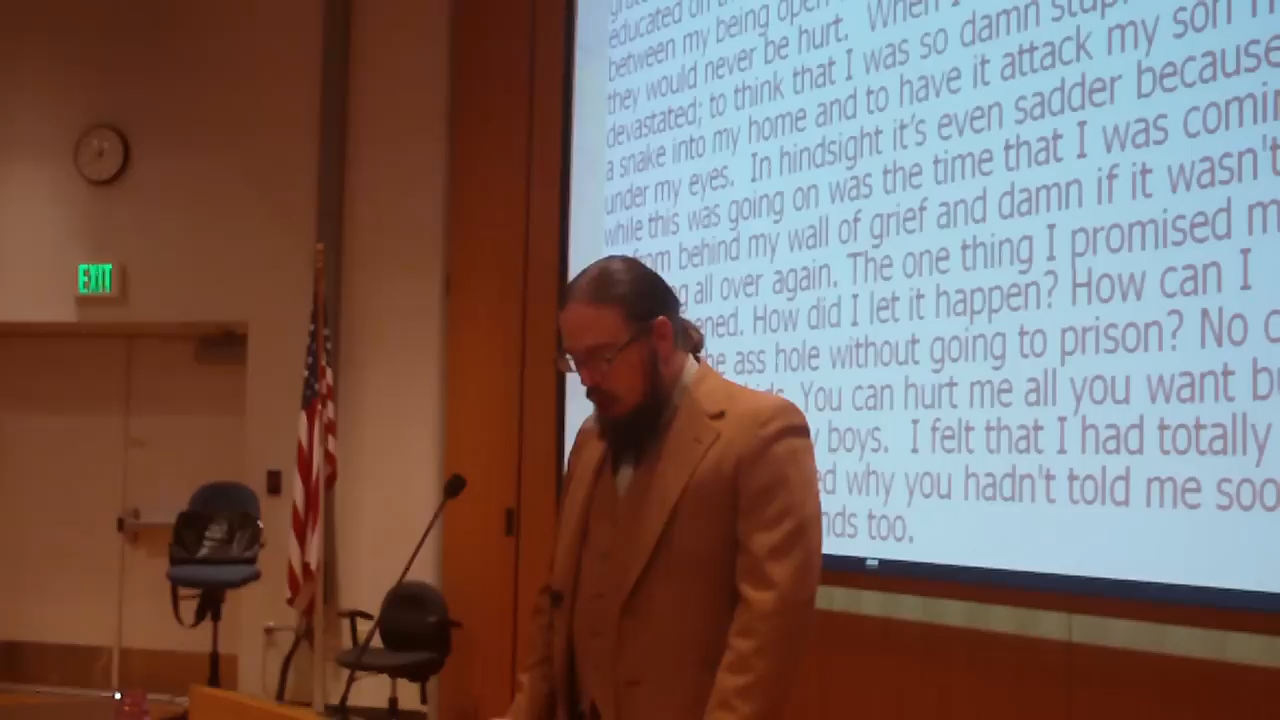 educated on
between my being open
they would never be hurt. When I
devastated; to think that I was so damn
a snake into my home and to have it attack my son
under my eyes. In hindsight it's even sadder because
while this was going on was the time that I was
from behind my wall of grief and damn if it wasn't
all over again. The one thing I promised
How did I let it happen? How can I
ass hole without going to prison? No
You can hurt me all you want
boys. I felt that I had totally
why you hadn't told me
too.
EXIT